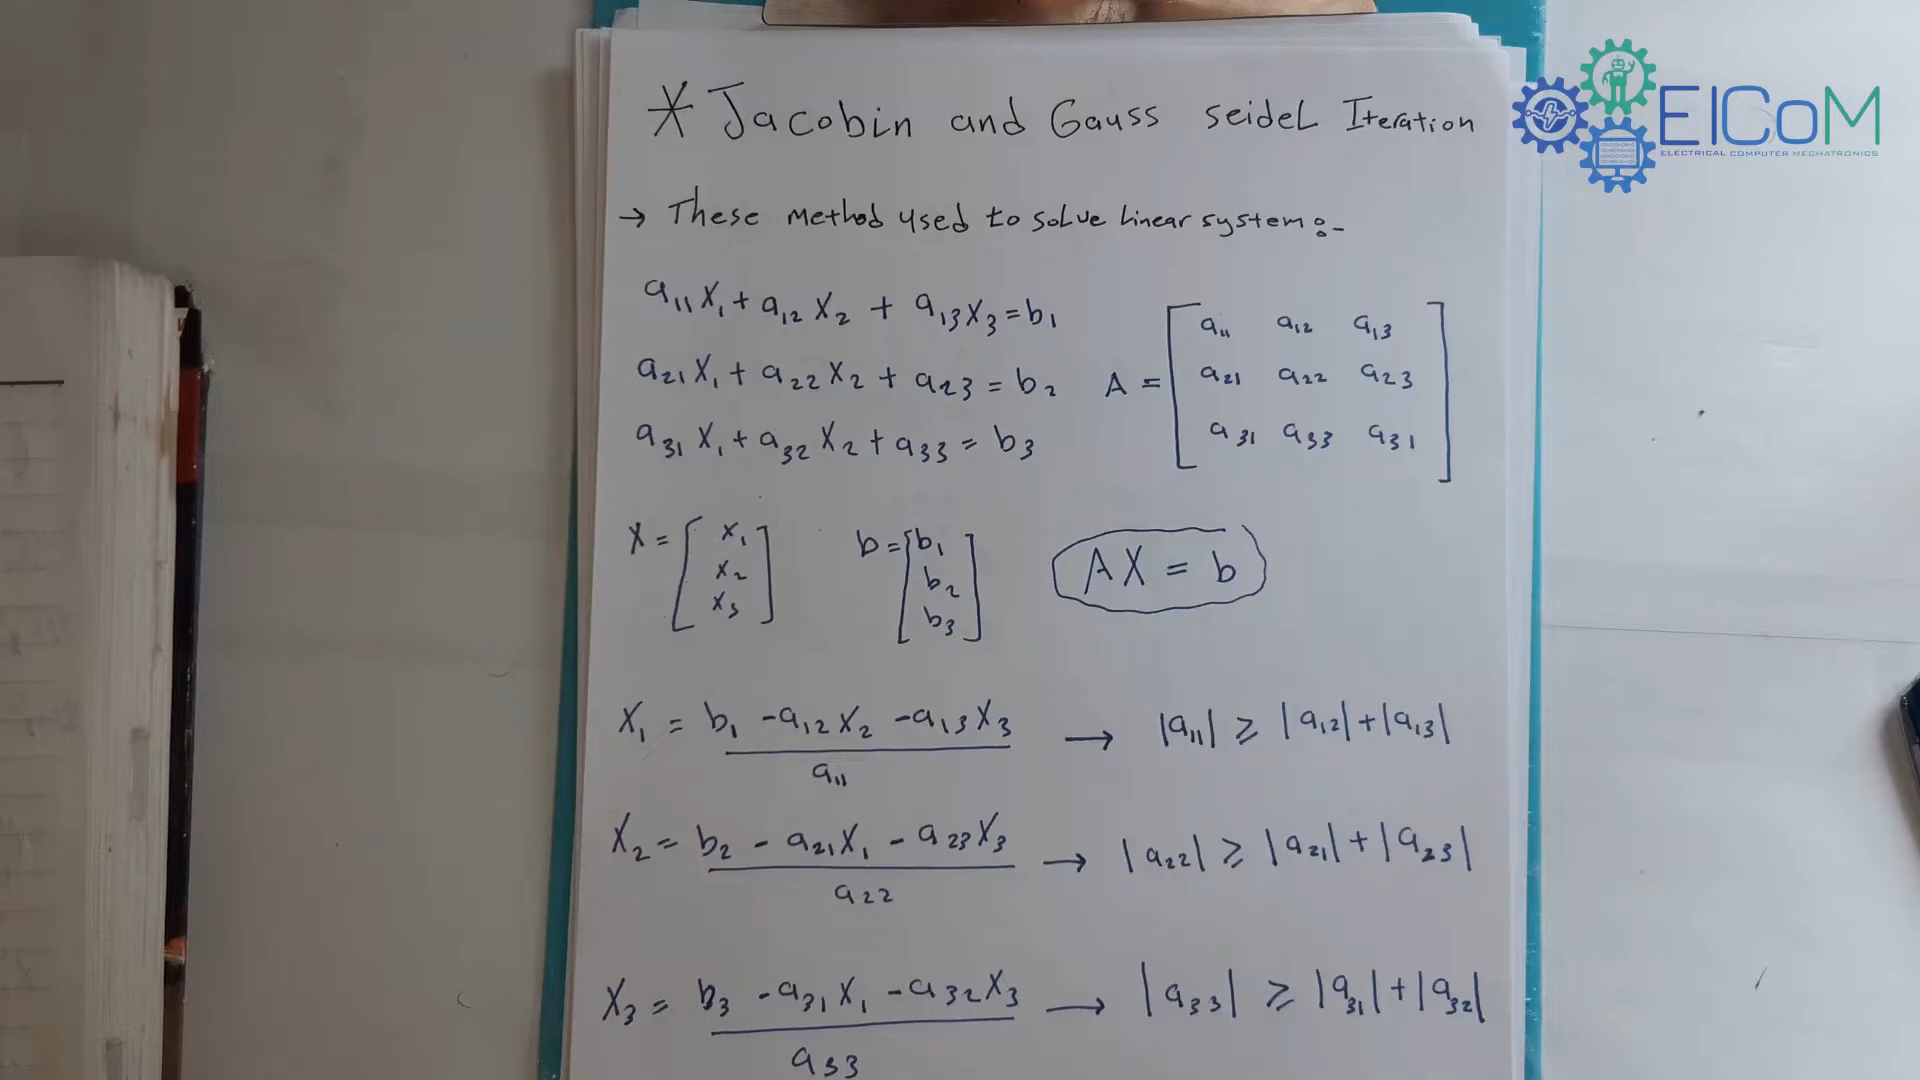 * Jacobin and Gauss seidel Iteration
EICoM
ELECTRICAL COMPUTER MECHATRONICS
→ These method used to solve linear system:-
a11 X1 + a12 X2 + a13 X3 = b1
a21 X1 + a22 X2 + a23 = b2
a31 X1 + a32 X2 + a33 = b3
A = [ a11 a12 a13
a21 a22 a23
a31 a33 a31 ]
X = [ x1
x2
x3 ]
b = [ b1
b2
b3 ]
AX = b
X1 = b1 - a12 X2 - a13 X3 → |a11| ≥ |a12| + |a13|
a11
X2 = b2 - a21 X1 - a23 X3 → |a22| ≥ |a21| + |a23|
a22
X3 = b3 - a31 X1 - a32 X3 → |a33| ≥ |a31| + |a32|
a33